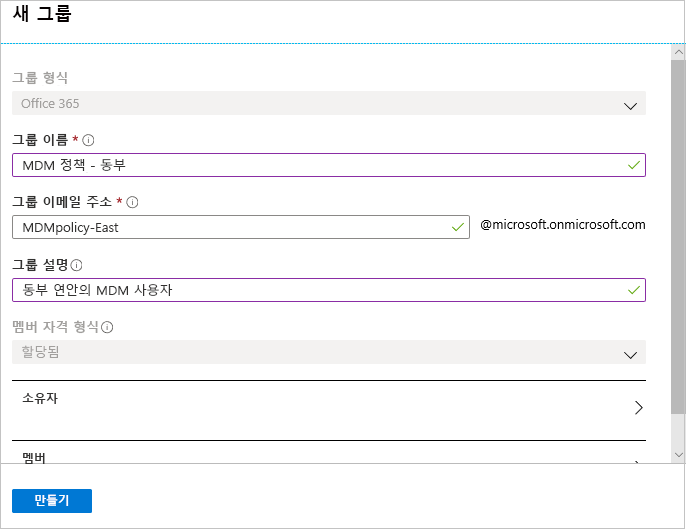 새 그룹
그룹 형식
Office 365
그룹 이름 *
MDM 정책 - 동부
그룹 이메일 주소 *
MDMpolicy-East
@microsoft.onmicrosoft.com
그룹 설명
동부 연안의 MDM 사용자
멤버 자격 형식
할당됨
소유자
멤버
만들기